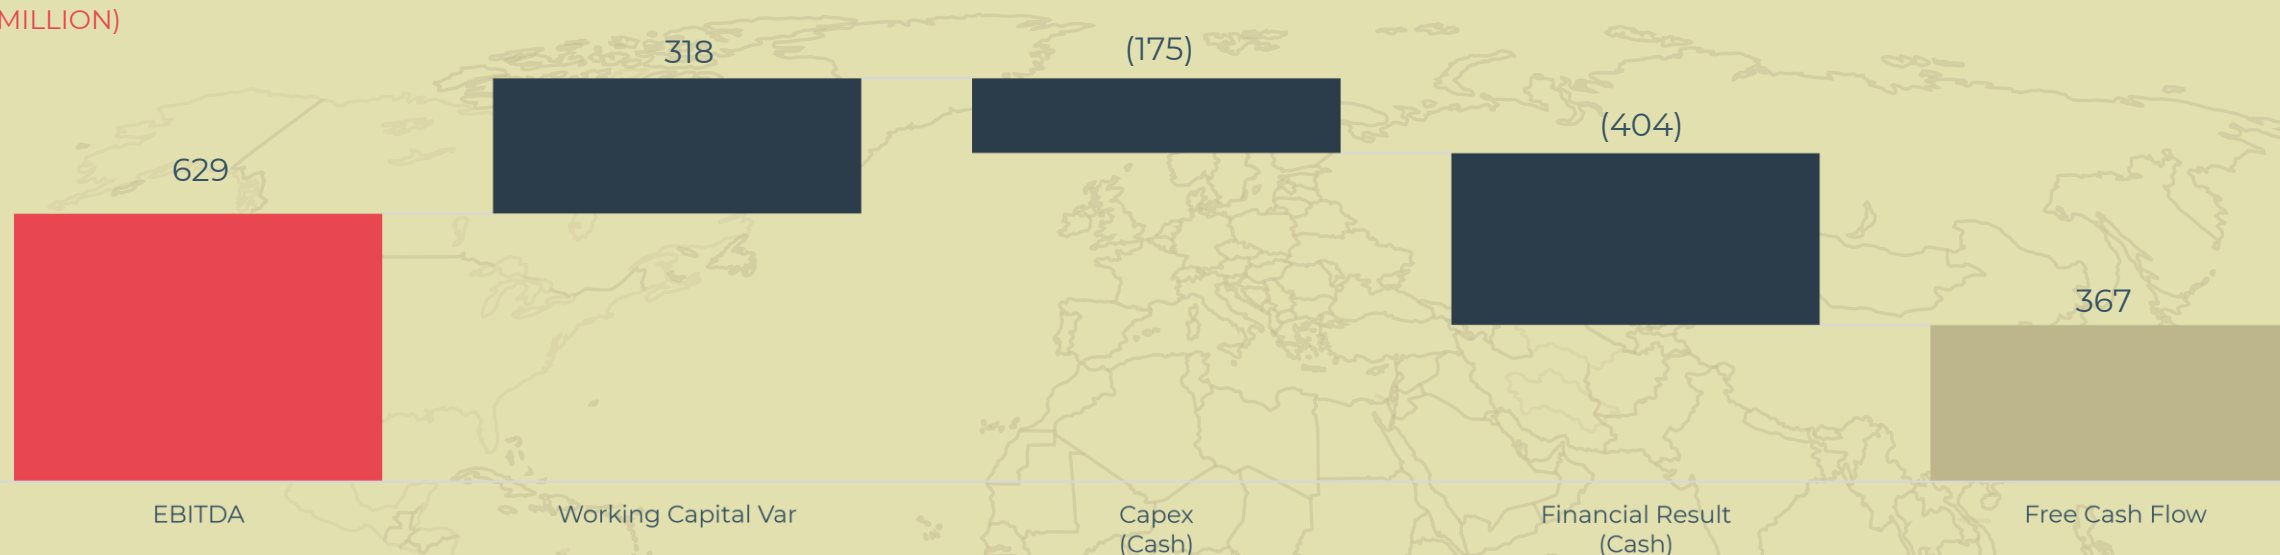 MILLION)
318
(175)
(404)
629
367
EBITDA
Working Capital Var
Capex
(Cash)
Financial Result
(Cash)
Free Cash Flow